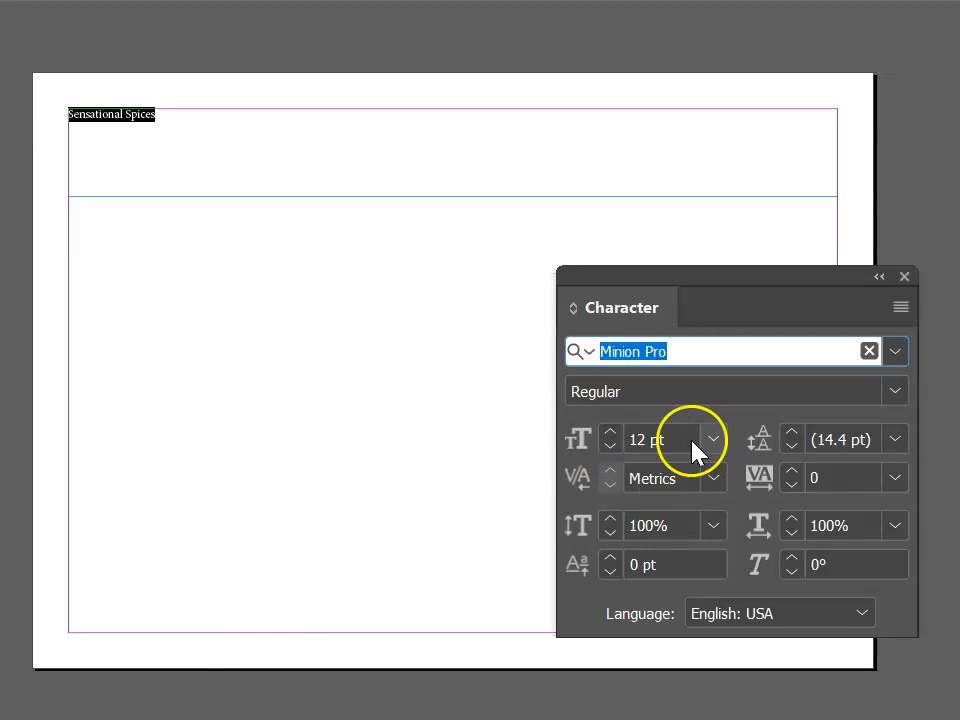 Sensational Spices
Character
Minion Pro
Regular
12 pt (14.4 pt)
Metrics 0
100% 100%
0 pt 0°
Language: English: USA